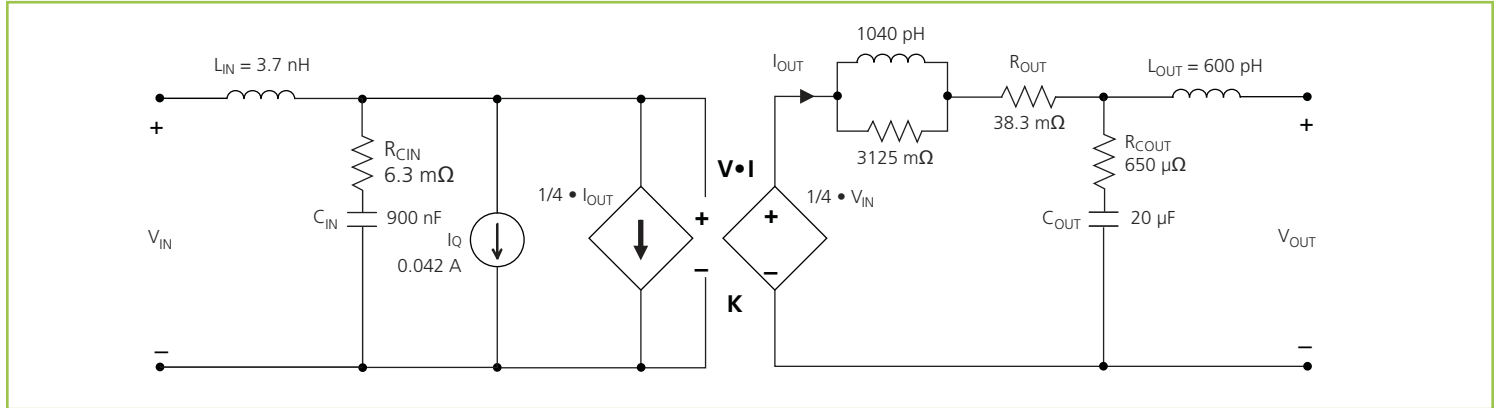 L_IN = 3.7 nH
+
−
V_IN
R_CIN
6.3 mΩ
C_IN
900 nF
I_Q
0.042 A
1/4 • I_OUT
+
−
V•I
K
1/4 • V_IN
+
−
I_OUT
1040 pH
3125 mΩ
R_OUT
38.3 mΩ
R_COUT
650 µΩ
C_OUT
20 µF
L_OUT = 600 pH
+
−
V_OUT